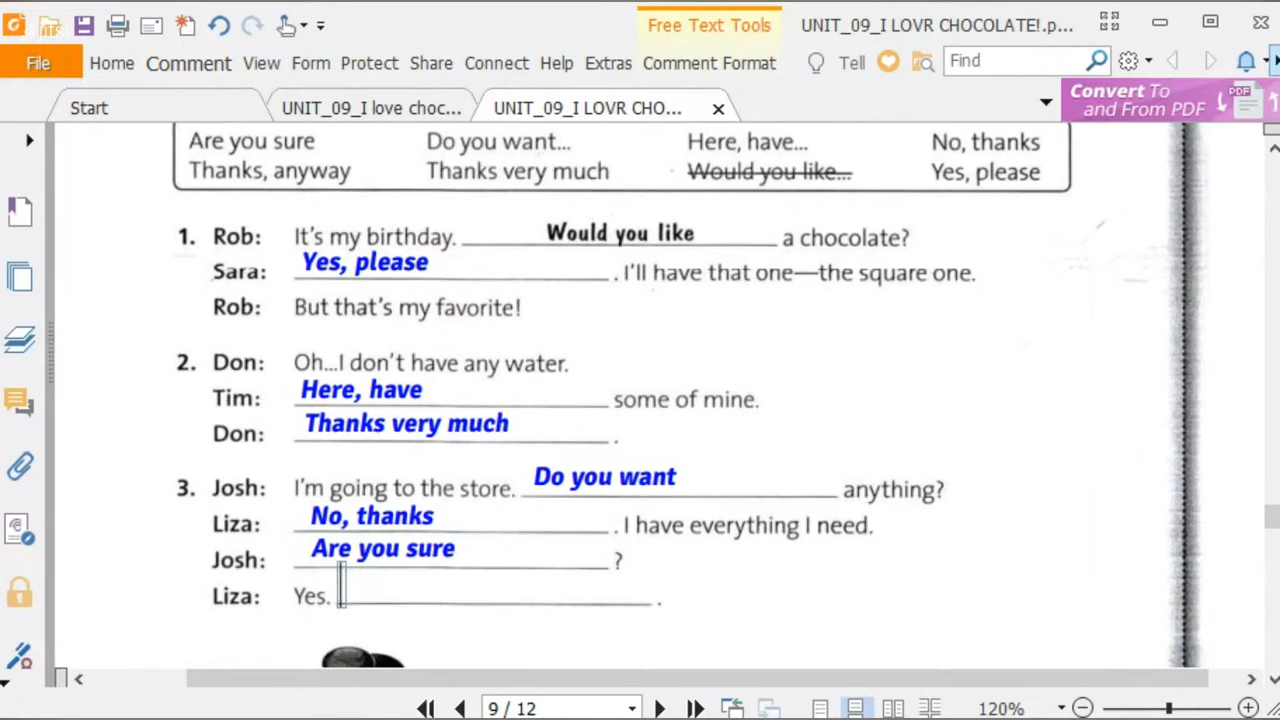 Free Text Tools
UNIT_09_I LOVR CHOCOLATE!.p...
File
Home Comment View Form Protect Share Connect Help Extras Comment Format
Tell
Find
Start
UNIT_09_I love choc...
UNIT_09_I LOVR CHO...
Convert To
and From PDF
PDF
Are you sure Do you want... Here, have... No, thanks
Thanks, anyway Thanks very much Would you like... Yes, please
1. Rob: It's my birthday. Would you like a chocolate?
Sara: Yes, please . I'll have that one—the square one.
Rob: But that's my favorite!
2. Don: Oh...I don't have any water.
Tim: Here, have some of mine.
Don: Thanks very much .
3. Josh: I'm going to the store. Do you want anything?
Liza: No, thanks . I have everything I need.
Josh: Are you sure ?
Liza: Yes. .
9 / 12
120%